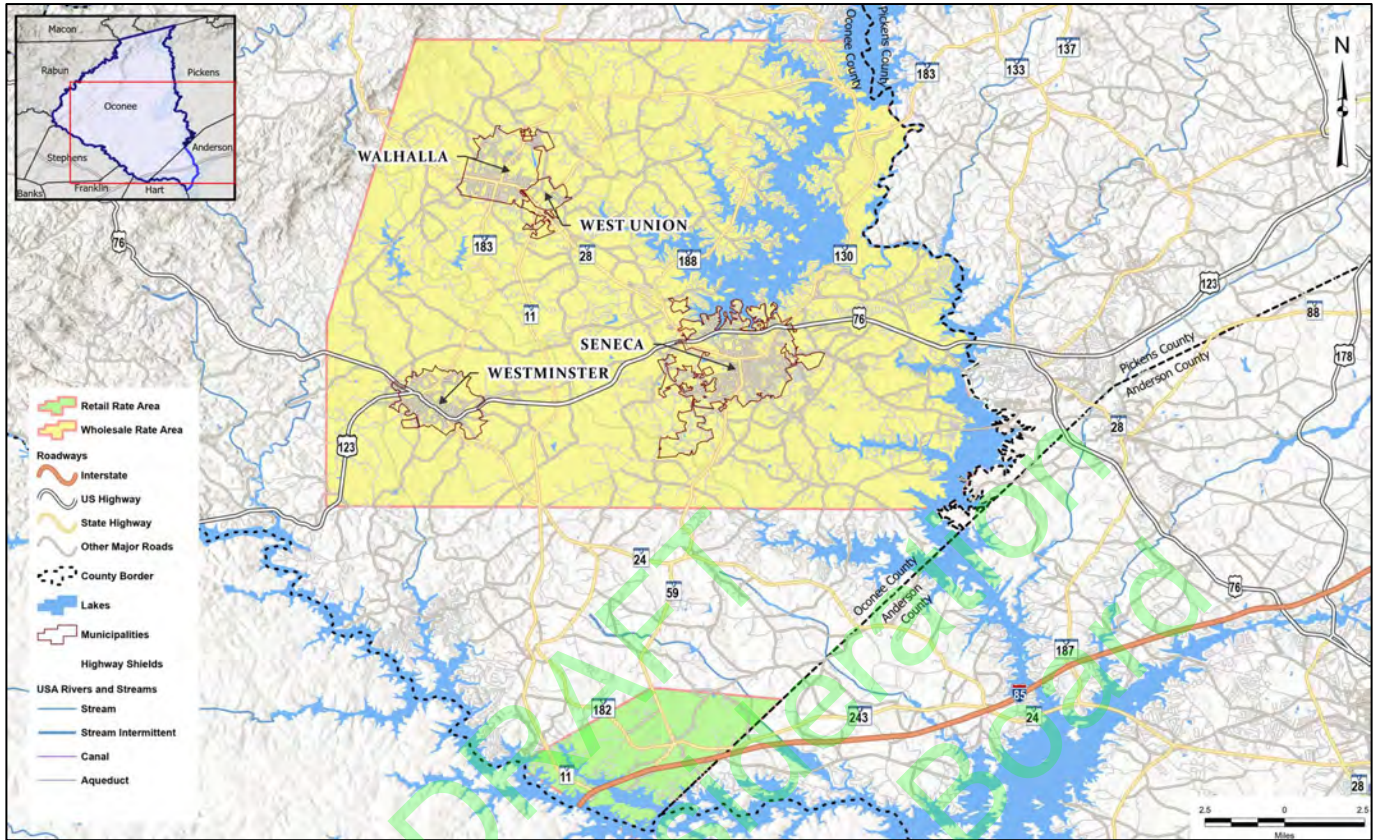 Macon
Rabun
Pickens
Oconee
Stephens
Anderson
Banks
Franklin
Hart
Oconee County
Pickens County
183
133
137
N
WALHALLA
WEST UNION
76
183
28
188
130
11
76
123
88
SENECA
178
WESTMINSTER
Pickens County
Anderson County
28
123
Retail Rate Area
Wholesale Rate Area
Roadways
Interstate
US Highway
State Highway
Other Major Roads
County Border
Lakes
Municipalities
Highway Shields
USA Rivers and Streams
Stream
Stream Intermittent
Canal
Aqueduct
24
59
Oconee County
Anderson
County
76
187
85
182
243
24
11
28
2.5
0
2.5
Miles
DRAFT
Board